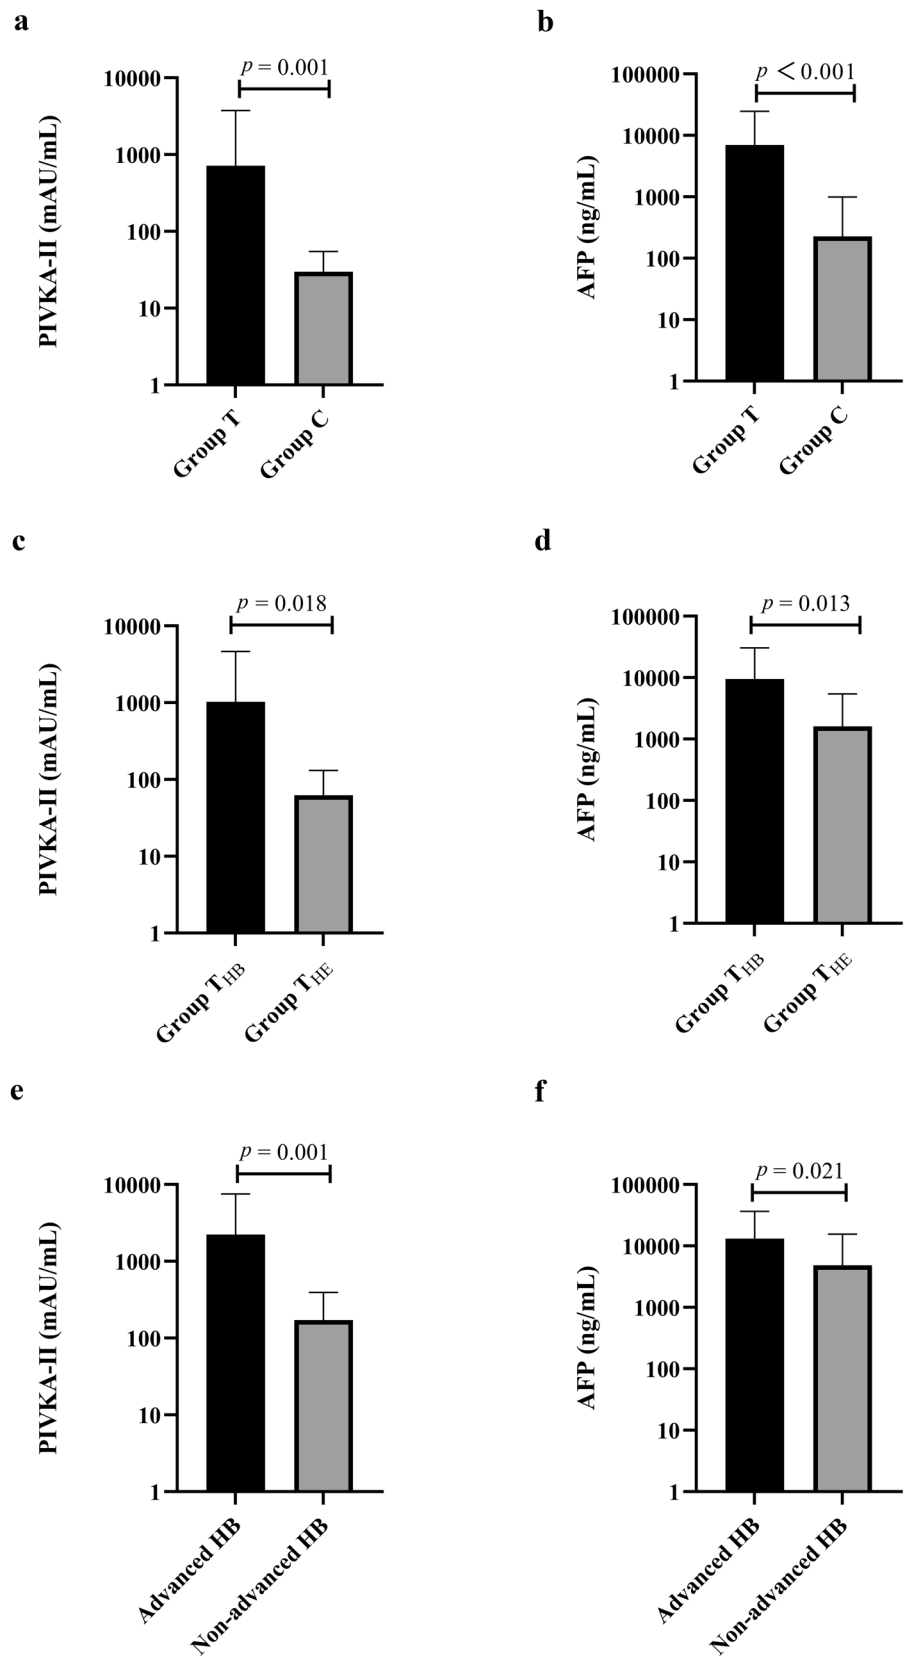 a
p = 0.001
PIVKA-II (mAU/mL)
10000
1000
100
10
1
Group T
Group C
b
p < 0.001
AFP (ng/mL)
100000
10000
1000
100
10
1
Group T
Group C
c
p = 0.018
PIVKA-II (mAU/mL)
10000
1000
100
10
1
Group THB
Group THE
d
p = 0.013
AFP (ng/mL)
100000
10000
1000
100
10
1
Group THB
Group THE
e
p = 0.001
PIVKA-II (mAU/mL)
10000
1000
100
10
1
Advanced HB
Non-advanced HB
f
p = 0.021
AFP (ng/mL)
100000
10000
1000
100
10
1
Advanced HB
Non-advanced HB